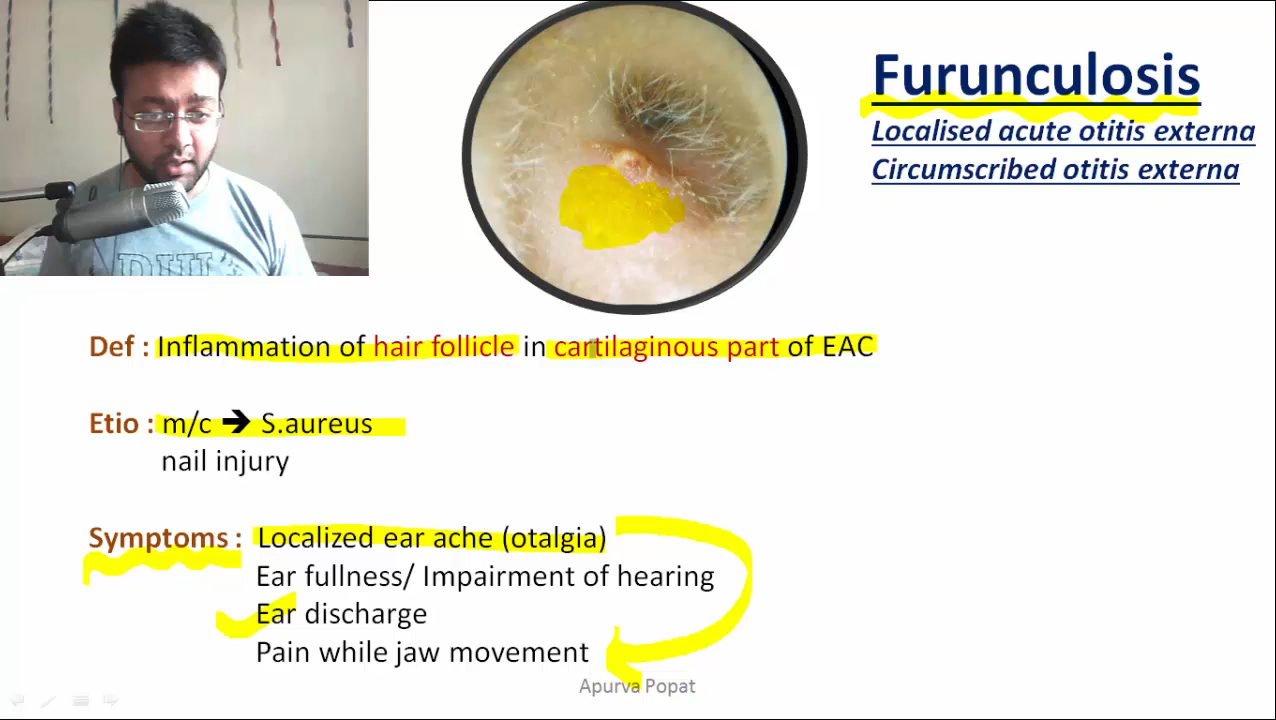 Furunculosis
Localised acute otitis externa
Circumscribed otitis externa
Def : Inflammation of hair follicle in cartilaginous part of EAC
Etio : m/c ➔ S.aureus
nail injury
Symptoms : Localized ear ache (otalgia)
Ear fullness/ Impairment of hearing
Ear discharge
Pain while jaw movement
Apurva Popat